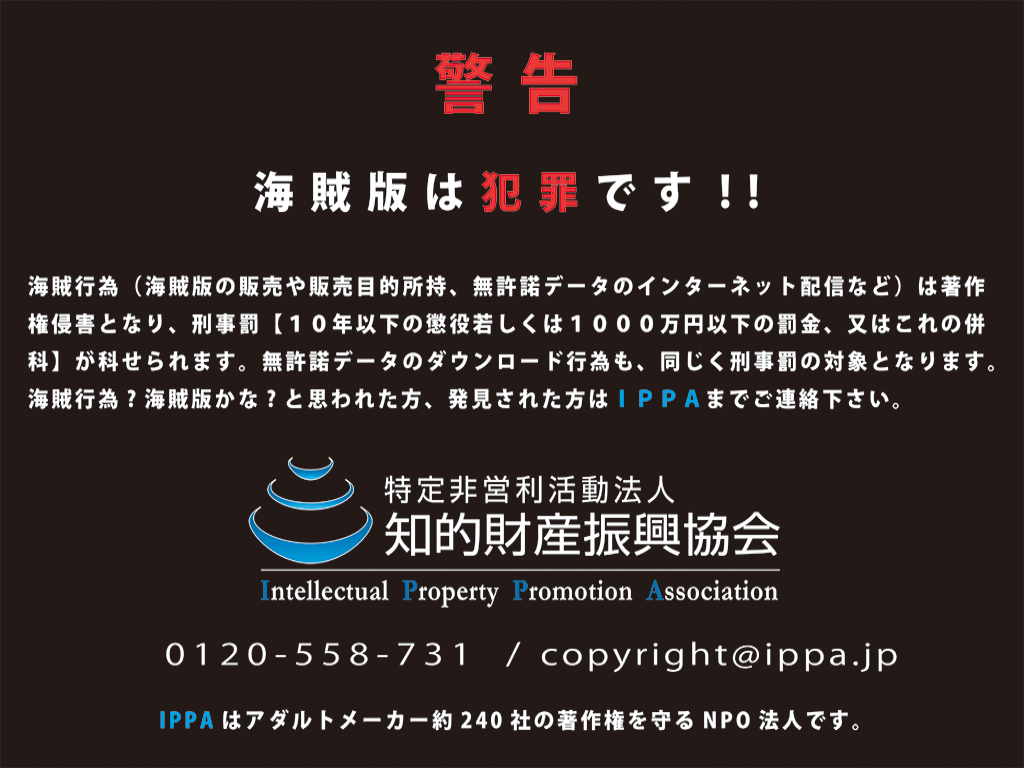 警告
海賊版は犯罪です!!
海賊行為（海賊版の販売や販売目的所持、無許諾データのインターネット配信など）は著作
権侵害となり、刑事罰【１０年以下の懲役若しくは１０００万円以下の罰金、又はこれの併
科】が科せられます。無許諾データのダウンロード行為も、同じく刑事罰の対象となります。
海賊行為？海賊版かな？と思われた方、発見された方はＩＰＰＡまでご連絡下さい。
特定非営利活動法人
知的財産振興協会
Intellectual Property Promotion Association
0120-558-731 / copyright@ippa.jp
IPPAはアダルトメーカー約240社の著作権を守るNPO法人です。